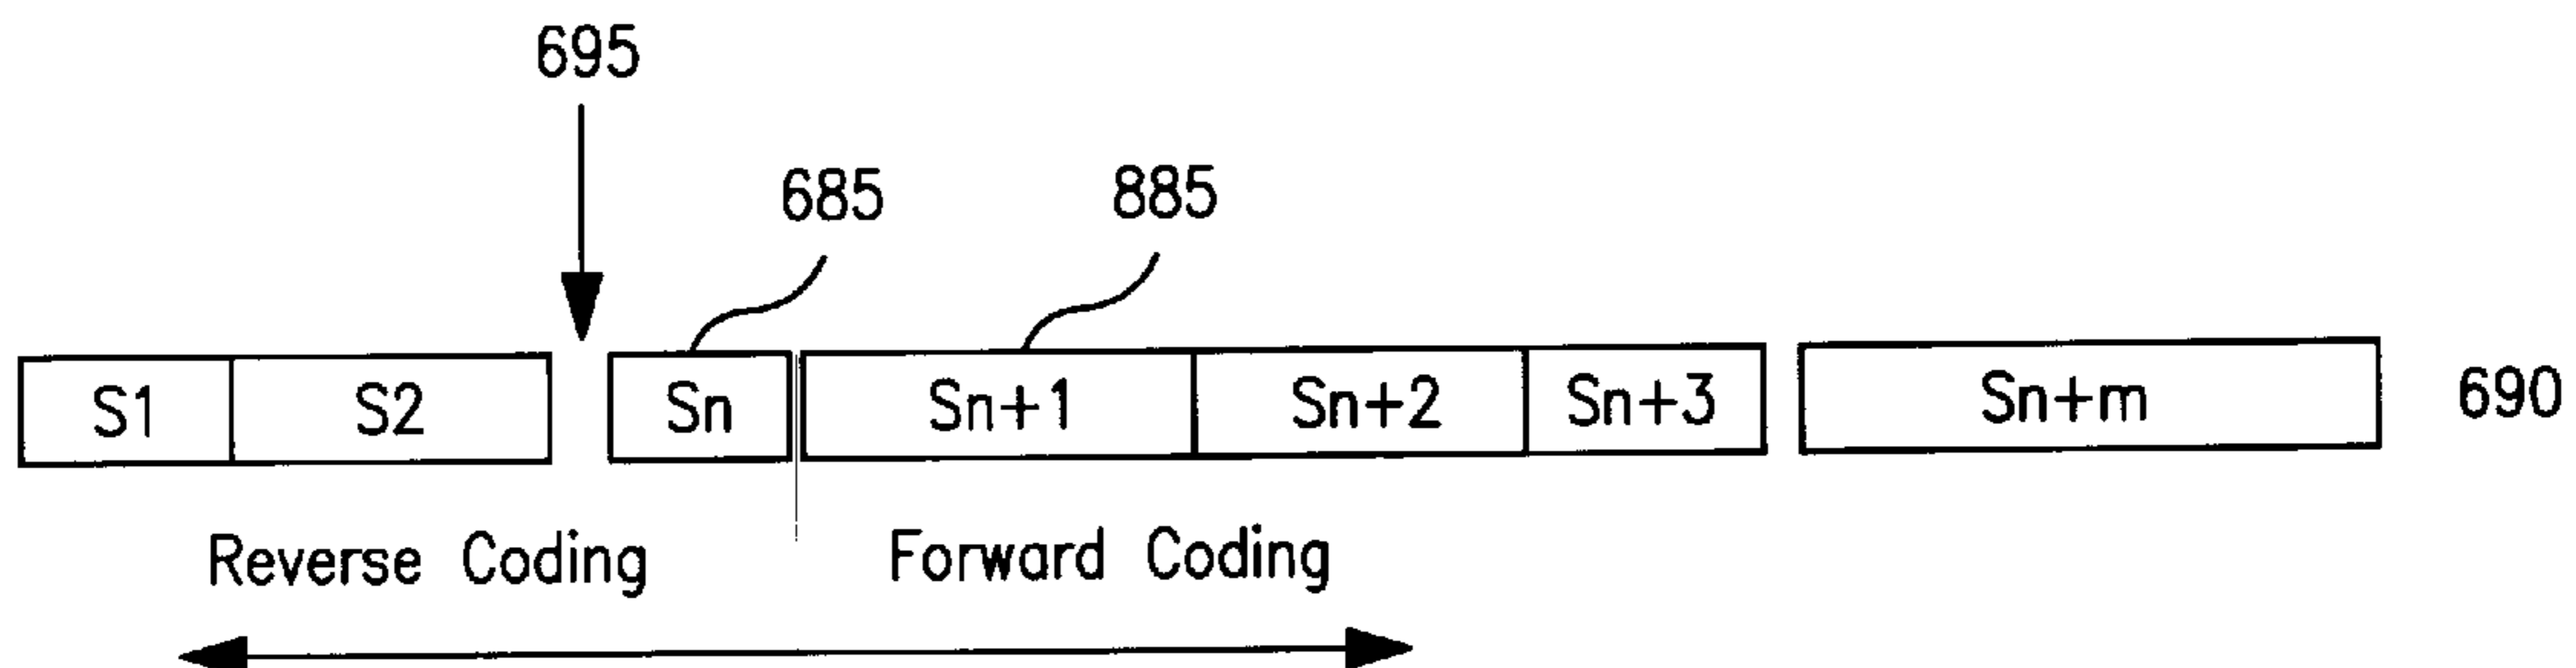 695
685 885
S1 S2 Sn Sn+1 Sn+2 Sn+3 Sn+m 690
Reverse Coding Forward Coding